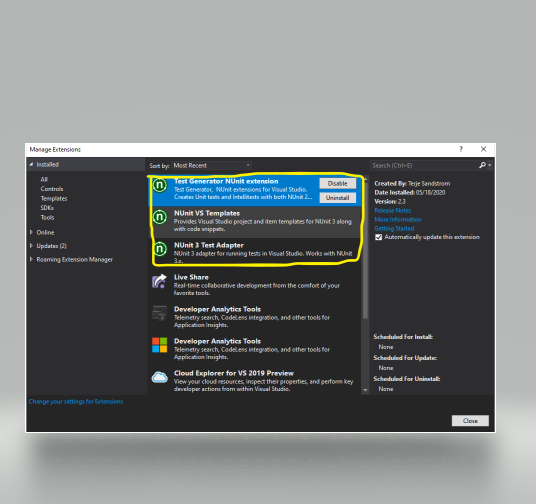 Manage Extensions
? ×
Installed
Sort by: Most Recent
Search (Ctrl+E)
All
Controls
Templates
SDKs
Tools
Online
Updates (2)
Roaming Extension Manager
Test Generator NUnit extension
Test Generator, NUnit extensions for Visual Studio.
Creates Unit tests and Intellitests with both NUnit 2...
Disable
Uninstall
NUnit VS Templates
Provides Visual Studio project and item templates for NUnit 3 along
with code snippets.
NUnit 3 Test Adapter
NUnit 3 adapter for running tests in Visual Studio. Works with NUnit
3.x.
Live Share
Real-time collaborative development from the comfort of your
favorite tools.
Developer Analytics Tools
Telemetry search, CodeLens integration, and other tools for
Application Insights.
Developer Analytics Tools
Telemetry search, CodeLens integration, and other tools for
Application Insights.
Cloud Explorer for VS 2019 Preview
View your cloud resources, inspect their properties, and perform key
developer actions from within Visual Studio.
Created By: Terje Sandstrom
Date Installed: 05/18/2020
Version: 2.3
Release Notes
More Information
Getting Started
Automatically update this extension
Scheduled For Install:
None
Scheduled For Update:
None
Scheduled For Uninstall:
None
Change your settings for Extensions
Close